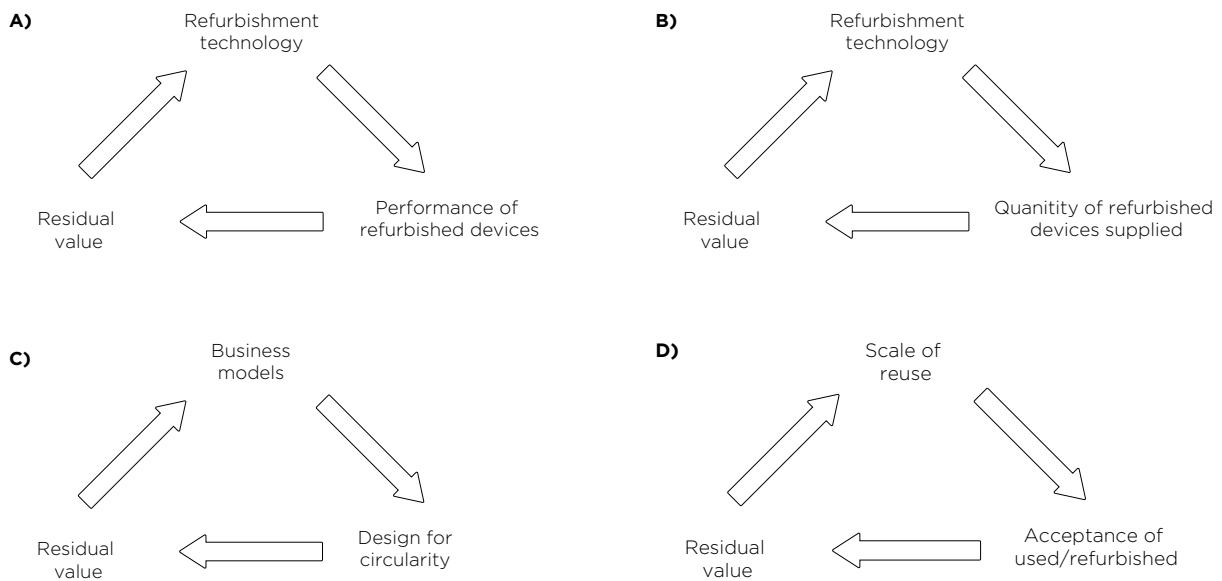 A)
Refurbishment
technology
Residual
value
Performance of
refurbished devices
B)
Refurbishment
technology
Residual
value
Quanitity of refurbished
devices supplied
C)
Business
models
Residual
value
Design for
circularity
D)
Scale of
reuse
Residual
value
Acceptance of
used/refurbished